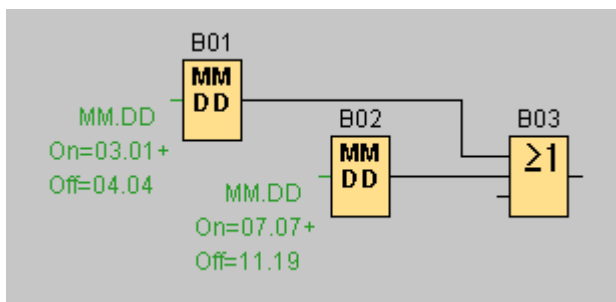 B01
MM
DD
MM.DD
On=03.01+
Off=04.04
B02
MM
DD
MM.DD
On=07.07+
Off=11.19
B03
≥1